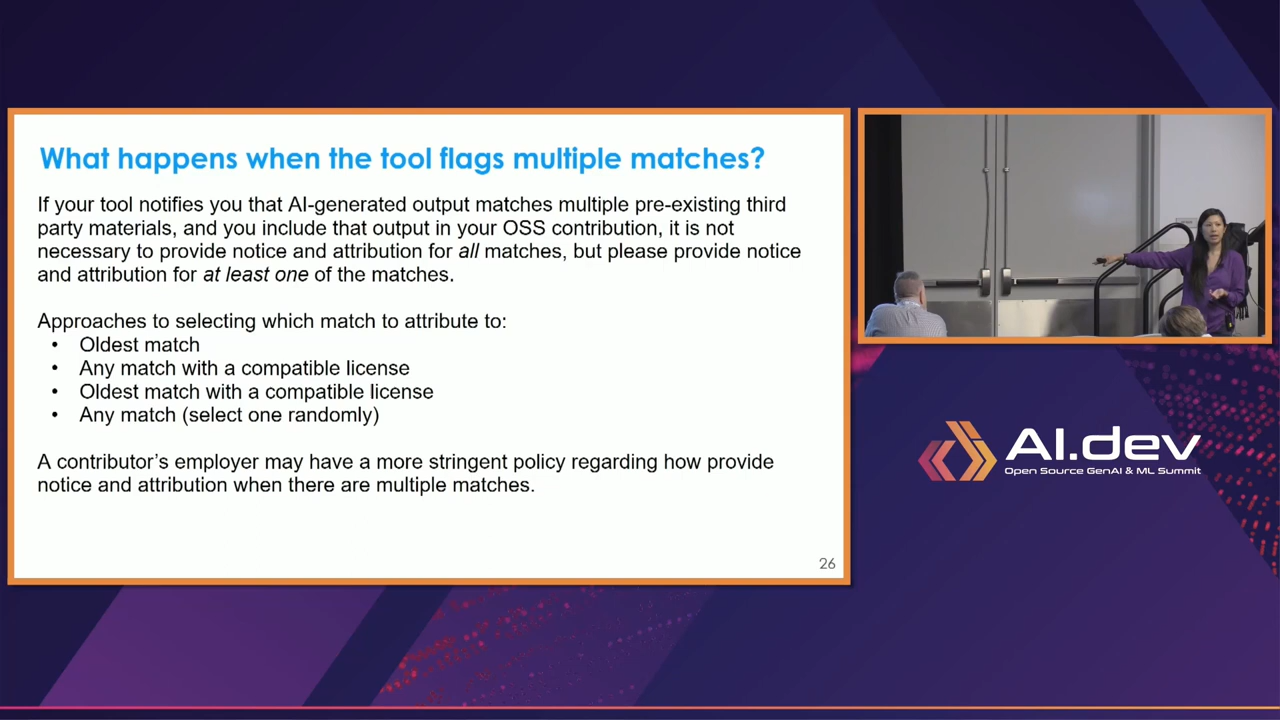 What happens when the tool flags multiple matches?
If your tool notifies you that AI-generated output matches multiple pre-existing third
party materials, and you include that output in your OSS contribution, it is not
necessary to provide notice and attribution for all matches, but please provide notice
and attribution for at least one of the matches.
Approaches to selecting which match to attribute to:
• Oldest match
• Any match with a compatible license
• Oldest match with a compatible license
• Any match (select one randomly)
A contributor's employer may have a more stringent policy regarding how provide
notice and attribution when there are multiple matches.
26
AI.dev
Open Source GenAI & ML Summit